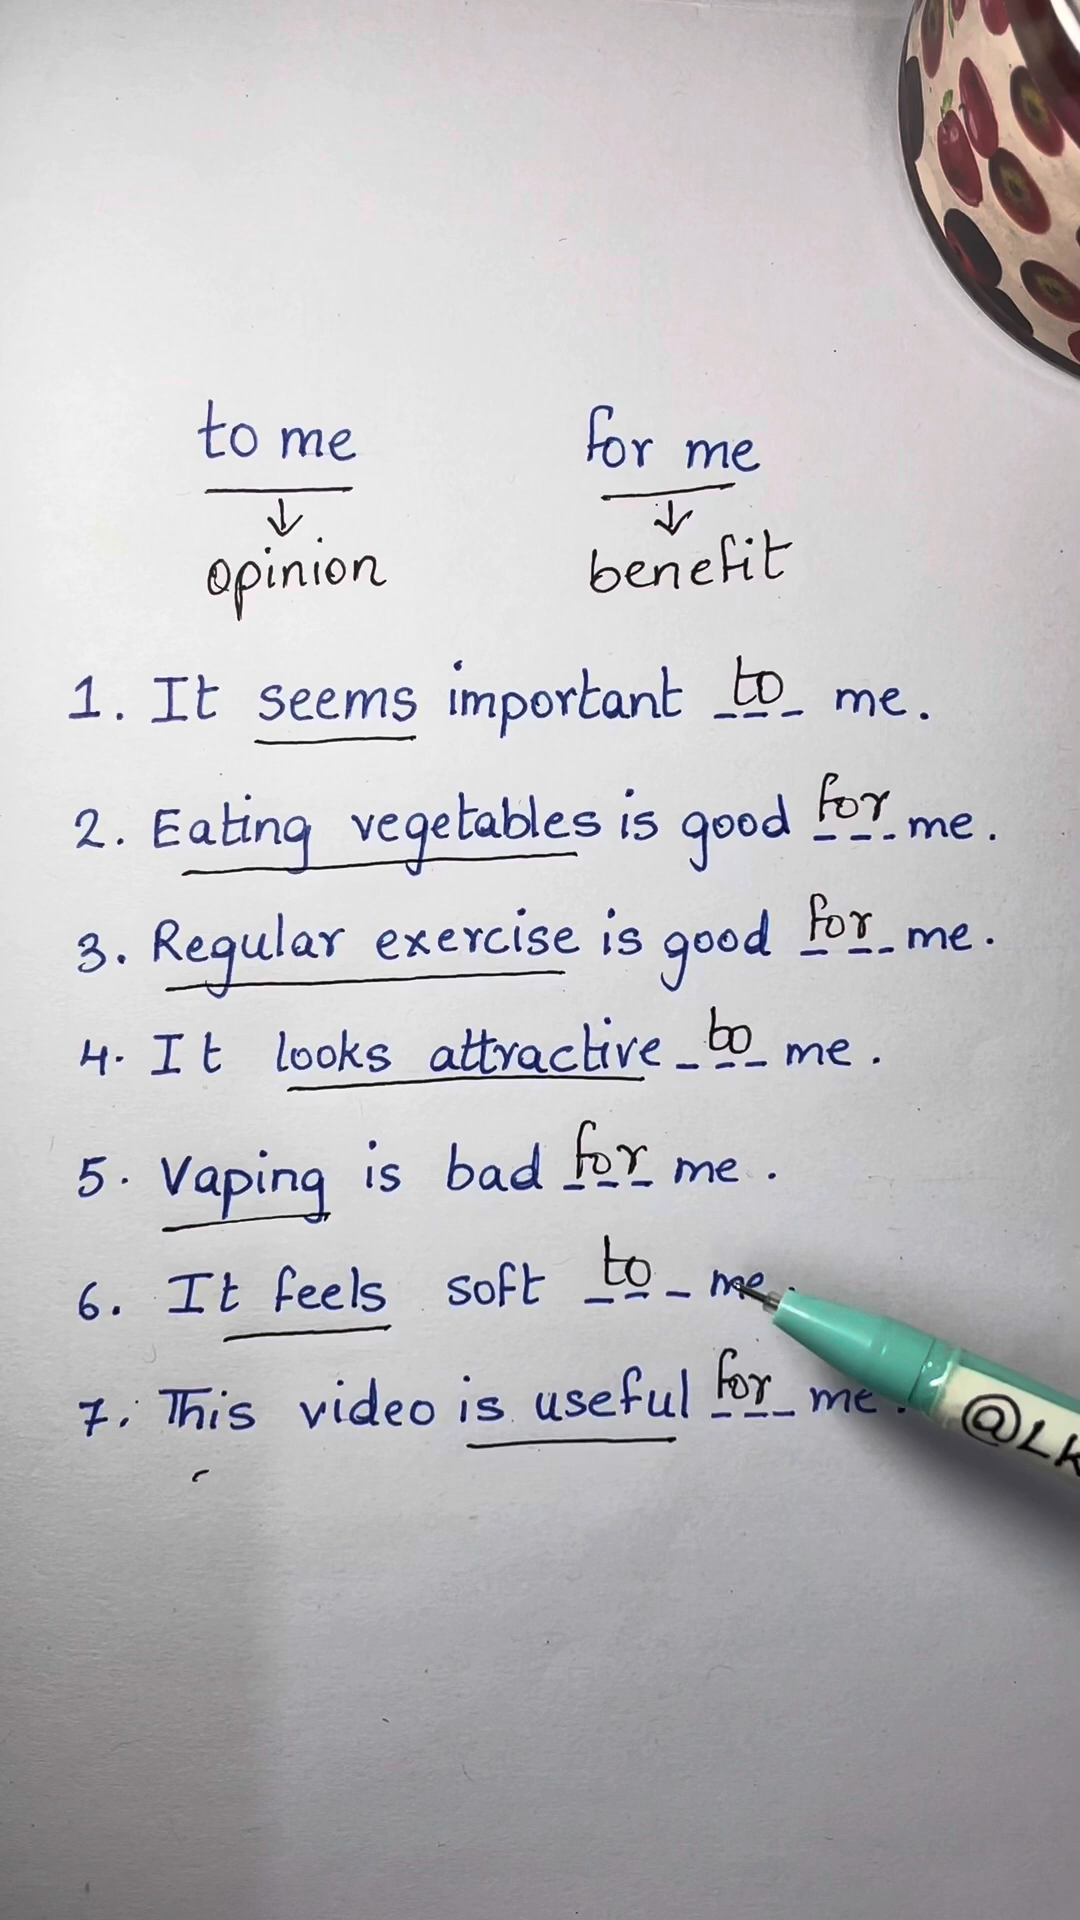 to me for me
↓ ↓
opinion benefit
1. It seems important to me.
2. Eating vegetables is good for me.
3. Regular exercise is good for me.
4. It looks attractive to me.
5. Vaping is bad for me.
6. It feels soft to me.
7. This video is useful for me.
@LK